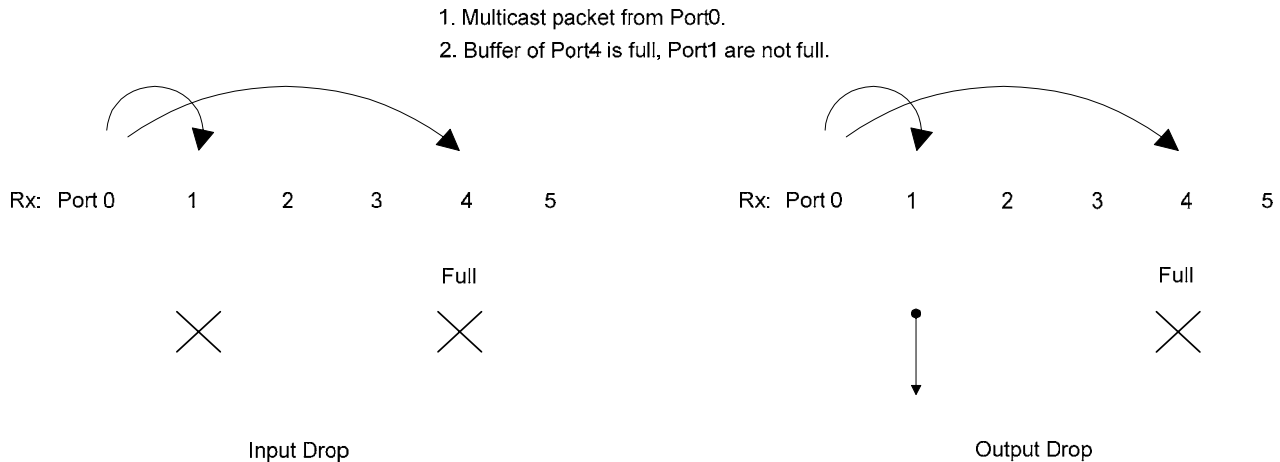 1. Multicast packet from Port0.
2. Buffer of Port4 is full, Port1 are not full.
Rx: Port 0 1 2 3 4 5
Full
Input Drop
Rx: Port 0 1 2 3 4 5
Full
Output Drop